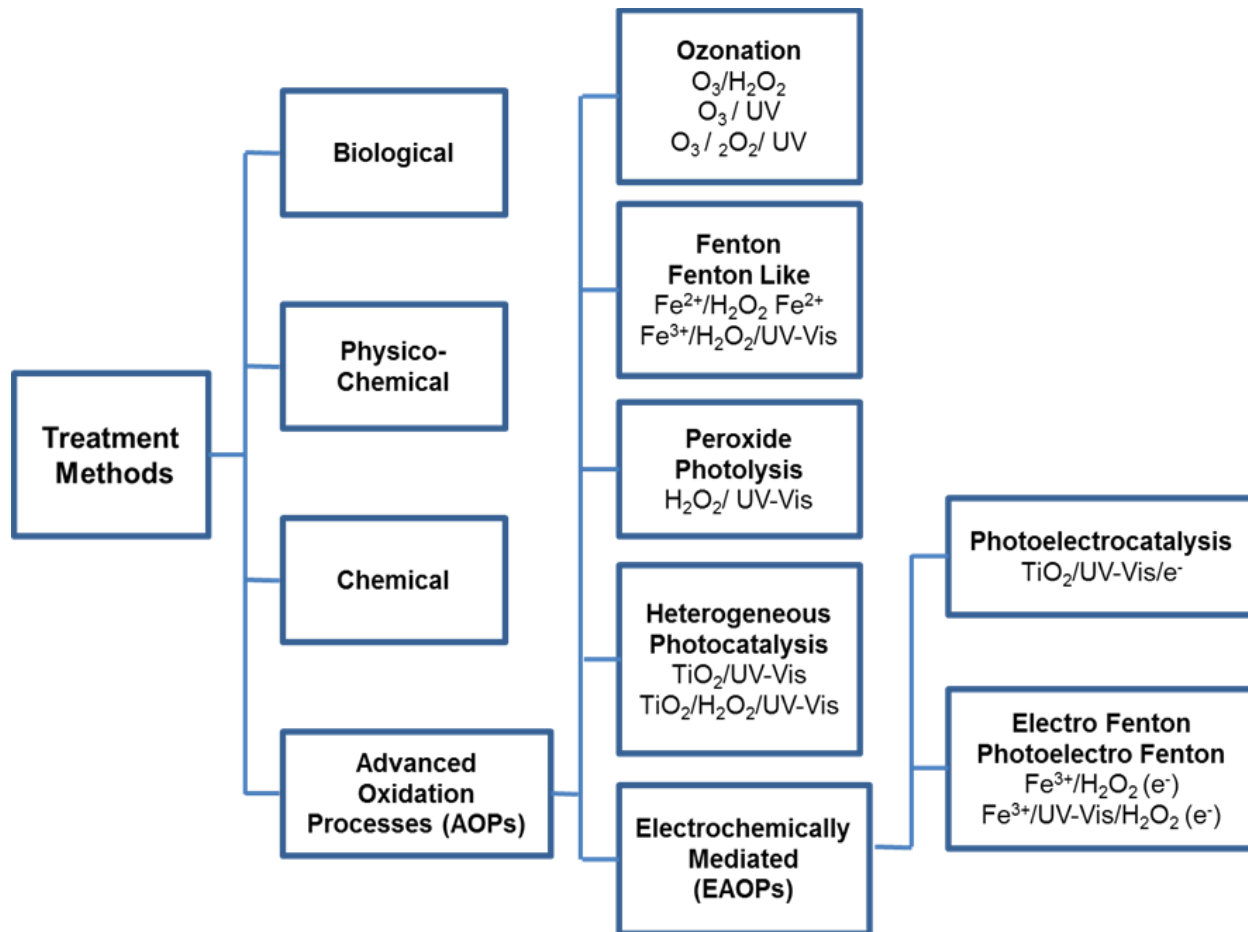 Treatment
Methods
Biological
Physico-
Chemical
Chemical
Advanced
Oxidation
Processes (AOPs)
Ozonation
O₃/H₂O₂
O₃ / UV
O₃ / ₂O₂/ UV
Fenton
Fenton Like
Fe²⁺/H₂O₂ Fe²⁺
Fe³⁺/H₂O₂/UV-Vis
Peroxide
Photolysis
H₂O₂/ UV-Vis
Heterogeneous
Photocatalysis
TiO₂/UV-Vis
TiO₂/H₂O₂/UV-Vis
Electrochemically
Mediated
(EAOPs)
Photoelectrocatalysis
TiO₂/UV-Vis/e⁻
Electro Fenton
Photoelectro Fenton
Fe³⁺/H₂O₂ (e⁻)
Fe³⁺/UV-Vis/H₂O₂ (e⁻)